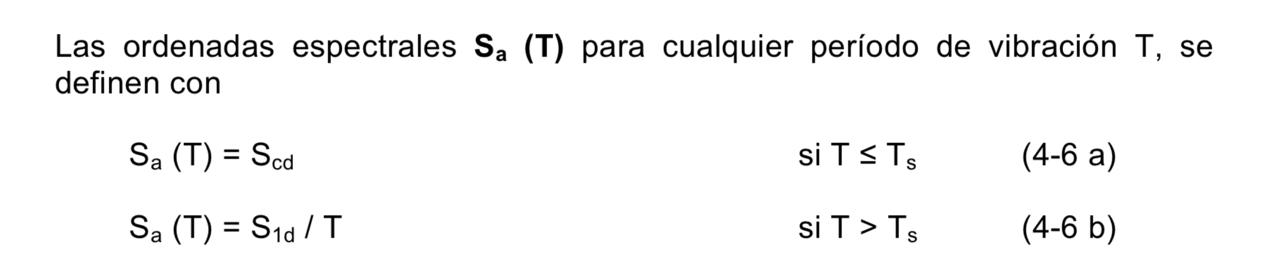 Las ordenadas espectrales Sa (T) para cualquier período de vibración T, se
definen con
Sa (T) = Scd si T ≤ Ts (4-6 a)
Sa (T) = S1d / T si T > Ts (4-6 b)